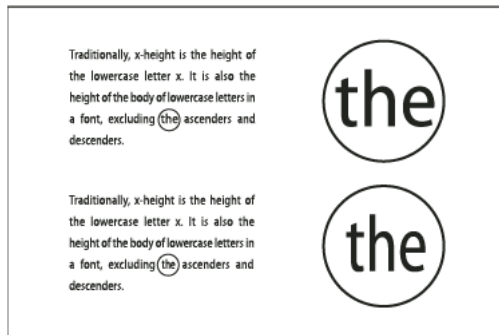 Traditionally, x-height is the height of
the lowercase letter x. It is also the
height of the body of lowercase letters in
a font, excluding the ascenders and
descenders.
the
Traditionally, x-height is the height of
the lowercase letter x. It is also the
height of the body of lowercase letters in
a font, excluding the ascenders and
descenders.
the